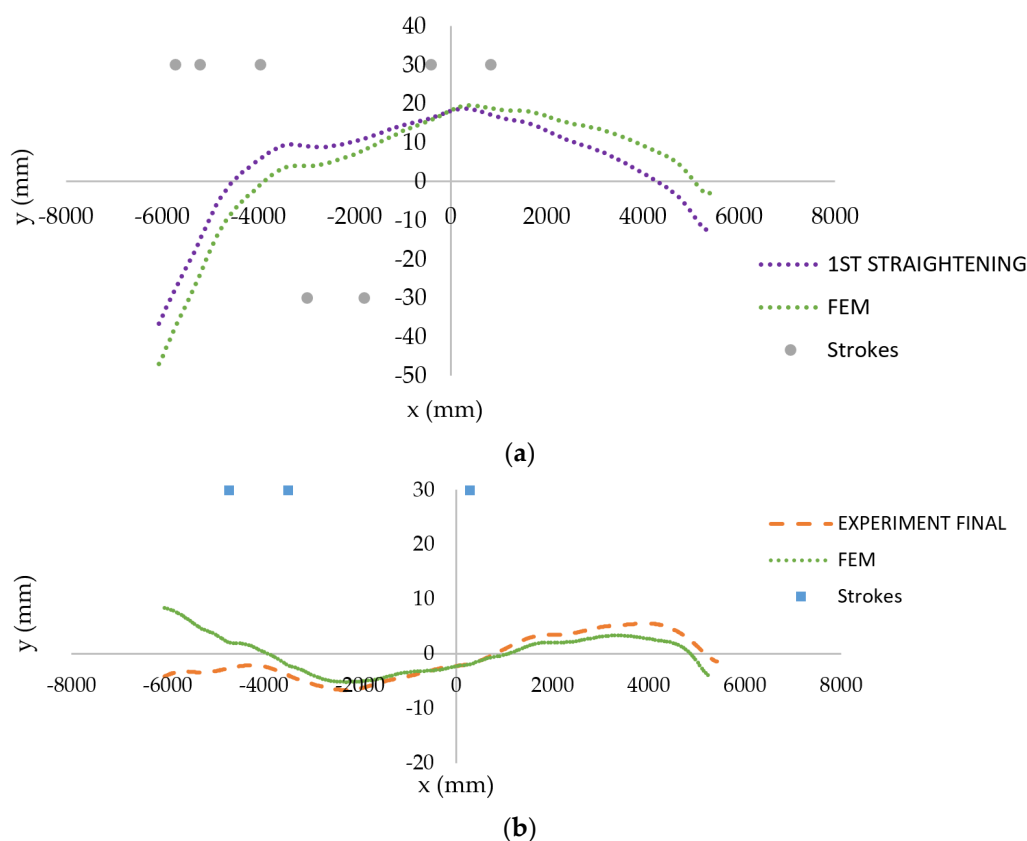 40
30
20
10
0
-10
-20
-30
-40
-50
-8000 -6000 -4000 -2000 0 2000 4000 6000 8000
y (mm)
x (mm)
1ST STRAIGHTENING
FEM
Strokes
(a)
30
20
10
0
-10
-20
-8000 -6000 -4000 -2000 0 2000 4000 6000 8000
y (mm)
x (mm)
EXPERIMENT FINAL
FEM
Strokes
(b)